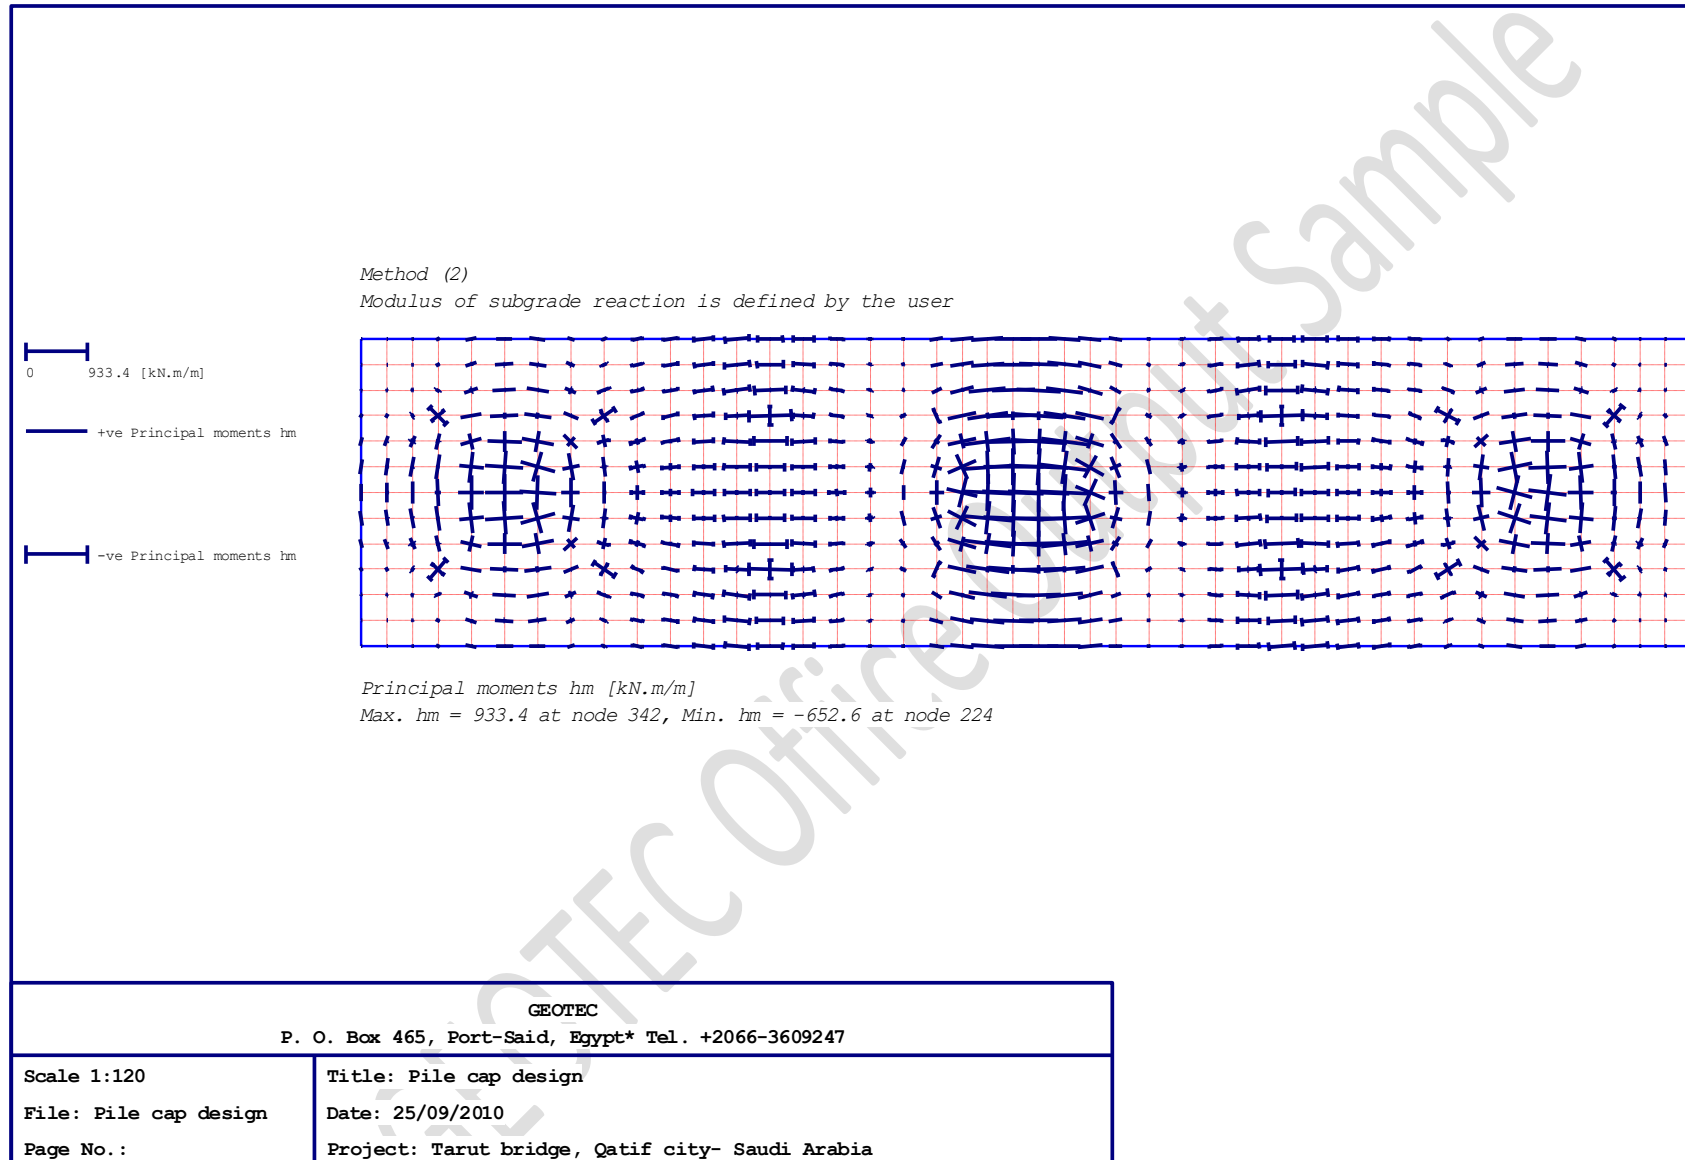 Method (2)
Modulus of subgrade reaction is defined by the user
0 933.4 [kN.m/m]
+ve Principal moments hm
-ve Principal moments hm
Principal moments hm [kN.m/m]
Max. hm = 933.4 at node 342, Min. hm = -652.6 at node 224
GEOTEC Office Output Sample
GEOTEC
P. O. Box 465, Port-Said, Egypt* Tel. +2066-3609247
Scale 1:120
File: Pile cap design
Page No.:
Title: Pile cap design
Date: 25/09/2010
Project: Tarut bridge, Qatif city- Saudi Arabia